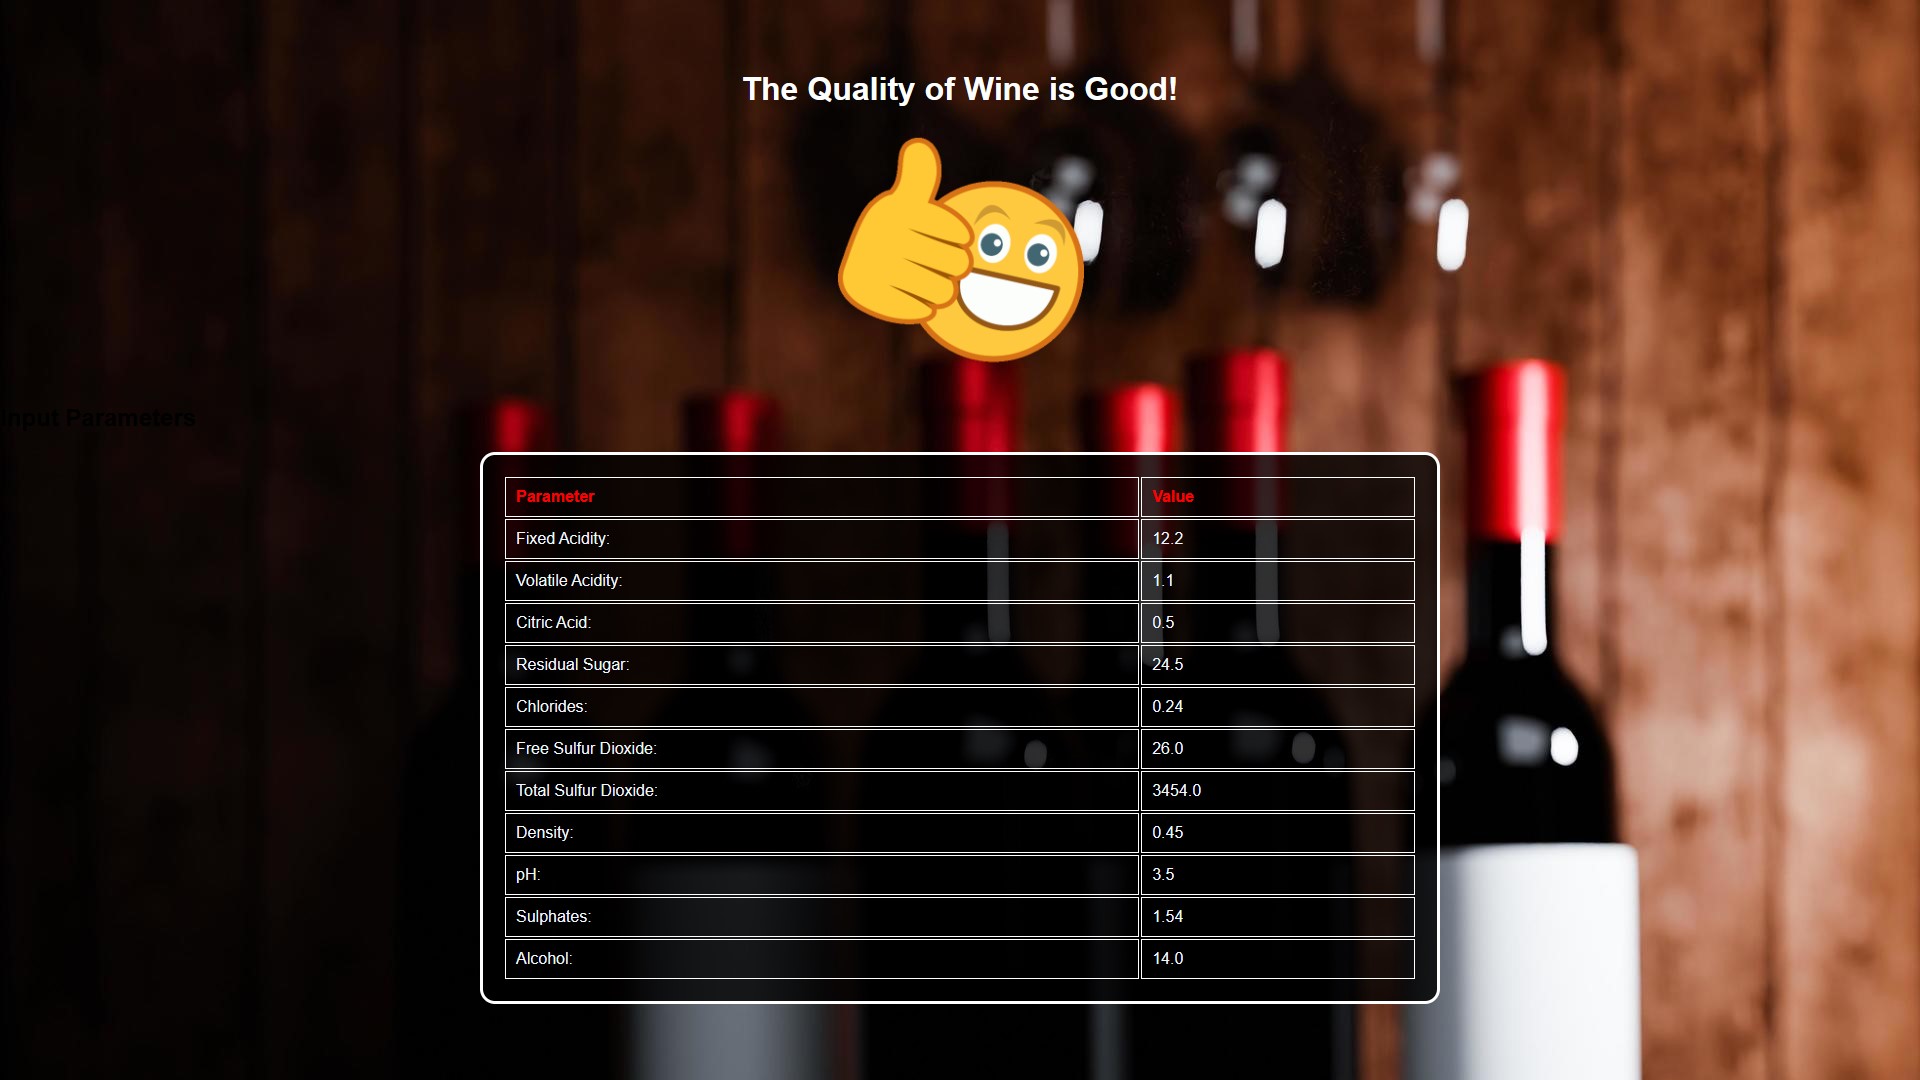 The Quality of Wine is Good!
Input Parameters
Parameter Value
Fixed Acidity: 12.2
Volatile Acidity: 1.1
Citric Acid: 0.5
Residual Sugar: 24.5
Chlorides: 0.24
Free Sulfur Dioxide: 26.0
Total Sulfur Dioxide: 3454.0
Density: 0.45
pH: 3.5
Sulphates: 1.54
Alcohol: 14.0